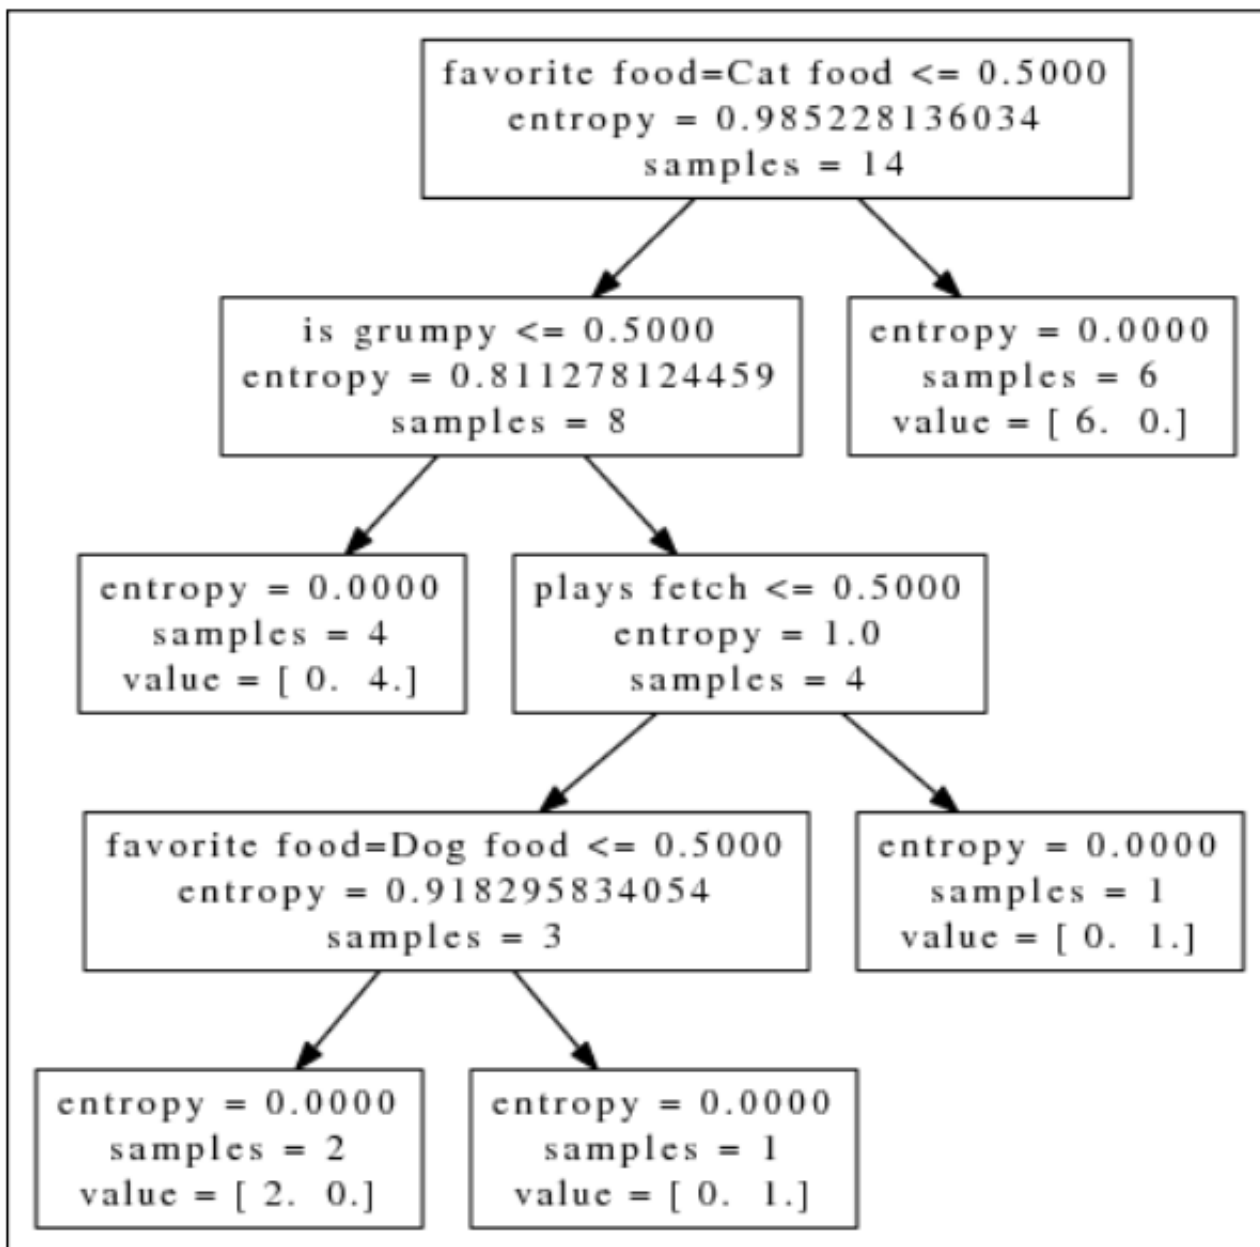 favorite food=Cat food <= 0.5000
entropy = 0.985228136034
samples = 14
is grumpy <= 0.5000
entropy = 0.811278124459
samples = 8
entropy = 0.0000
samples = 6
value = [ 6. 0.]
entropy = 0.0000
samples = 4
value = [ 0. 4.]
plays fetch <= 0.5000
entropy = 1.0
samples = 4
favorite food=Dog food <= 0.5000
entropy = 0.918295834054
samples = 3
entropy = 0.0000
samples = 1
value = [ 0. 1.]
entropy = 0.0000
samples = 2
value = [ 2. 0.]
entropy = 0.0000
samples = 1
value = [ 0. 1.]